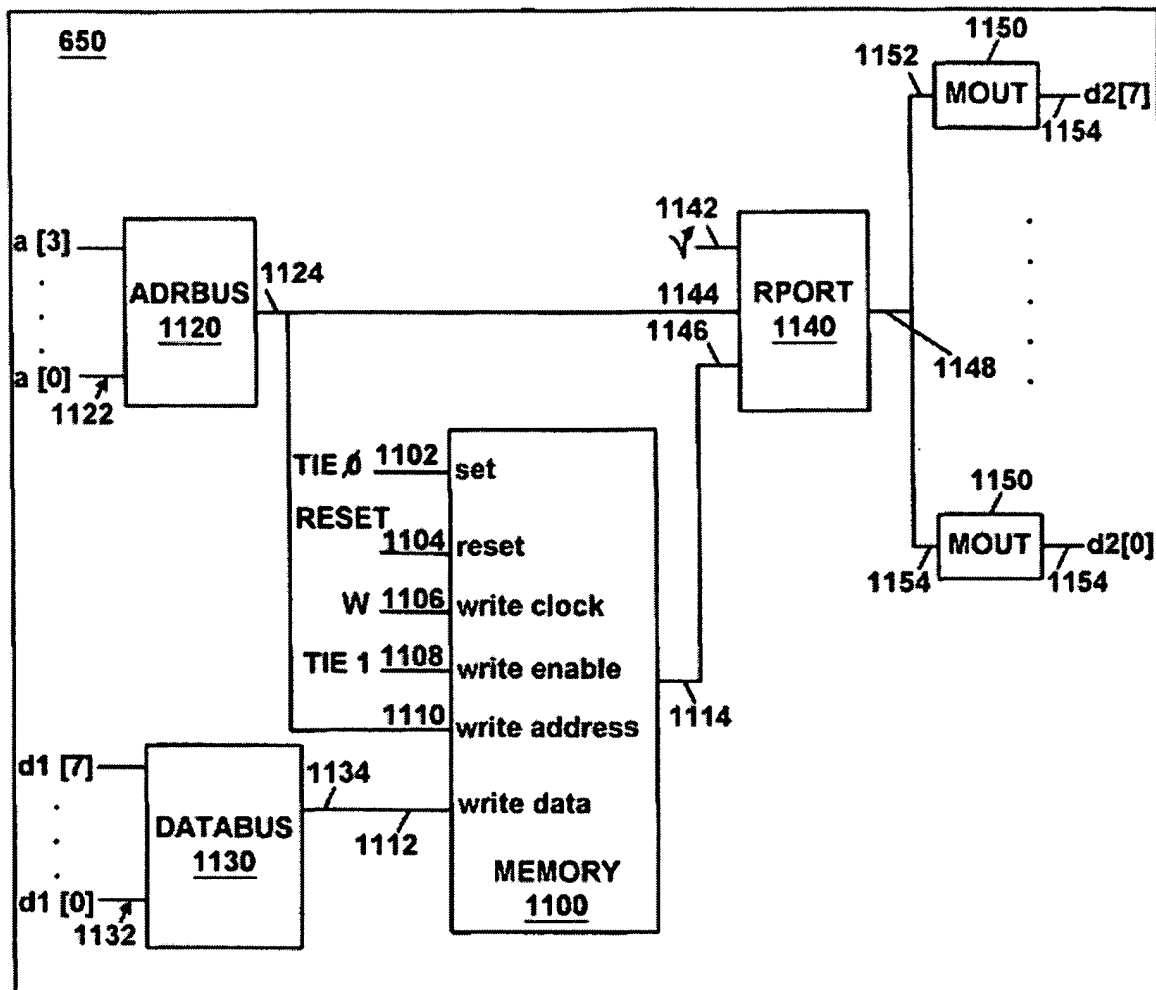 650
1150
1152
MOUT
d2[7]
1154
1142
a [3]
1124
ADRBUS
1120
1144
RPORT
1140
1146
a [0]
1122
1148
TIE 0
1102
set
RESET
1104
reset
1150
MOUT
d2[0]
1154
1154
W
1106
write clock
TIE 1
1108
write enable
1110
write address
1114
d1 [7]
1134
write data
DATABUS
1130
1112
MEMORY
1100
d1 [0]
1132